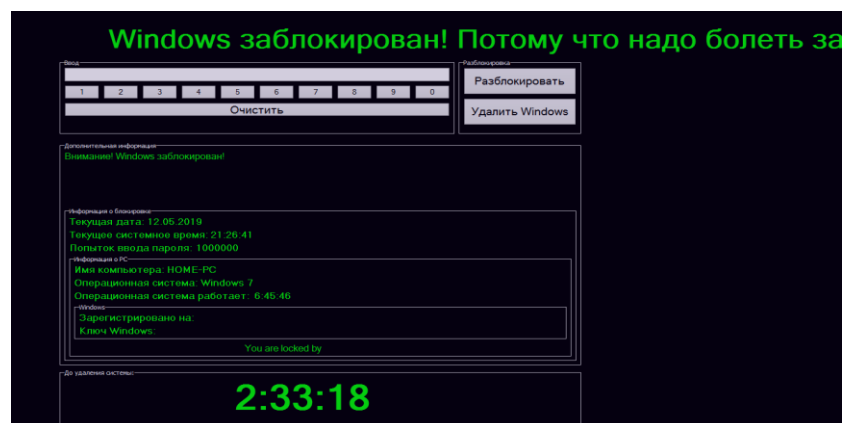 Windows заблокирован! Потому что надо болеть за
Ввод
Разблокировка
1 2 3 4 5 6 7 8 9 0
Очистить
Разблокировать
Удалить Windows
Дополнительная информация
Внимание! Windows заблокирован!
Информация о блокировке
Текущая дата: 12.05.2019
Текущее системное время: 21:26:41
Попыток ввода пароля: 1000000
Информация о PC
Имя компьютера: HOME-PC
Операционная система: Windows 7
Операционная система работает: 6:45:46
Windows
Зарегистрировано на:
Ключ Windows:
You are locked by
До удаления системы:
2:33:18